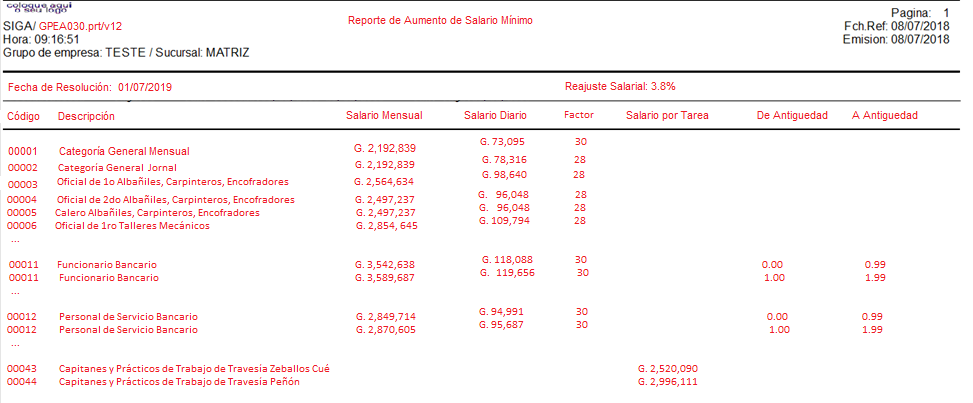 coloque aqui
o seu logo
Reporte de Aumento de Salario Mínimo
Pagina: 1
SIGA/ GPEA030.prt/v12
Fch.Ref: 08/07/2018
Hora: 09:16:51
Emision: 08/07/2018
Grupo de empresa: TESTE / Sucursal: MATRIZ
Fecha de Resolución: 01/07/2019 Reajuste Salarial: 3.8%
Código Descripción Salario Mensual Salario Diario Factor Salario por Tarea De Antiguedad A Antiguedad
00001 Categoría General Mensual G. 2,192,839 G. 73,095 30
00002 Categoria General Jornal G. 2,192,839 G. 78,316 28
00003 Oficial de 1o Albañiles, Carpinteros, Encofradores G. 2,564,634 G. 98,640 28
00004 Oficial de 2do Albañiles, Carpinteros, Encofradores G. 2,497,237 G. 96,048 28
00005 Calero Albañiles, Carpinteros, Encofradores G. 2,497,237 G. 96,048 28
00006 Oficial de 1ro Talleres Mecánicos G. 2,854, 645 G. 109,794 28
...
00011 Funcionario Bancario G. 3,542,638 G. 118,088 30 0.00 0.99
00011 Funcionario Bancario G. 3,589,687 G. 119,656 30 1.00 1.99
...
00012 Personal de Servicio Bancario G. 2,849,714 G. 94,991 30 0.00 0.99
00012 Personal de Servicio Bancario G. 2,870,605 G. 95,687 30 1.00 1.99
...
00043 Capitanes y Prácticos de Trabajo de Travesía Zeballos Cué G. 2,520,090
00044 Capitanes y Prácticos de Trabajo de Travesía Peñón G. 2,996,111